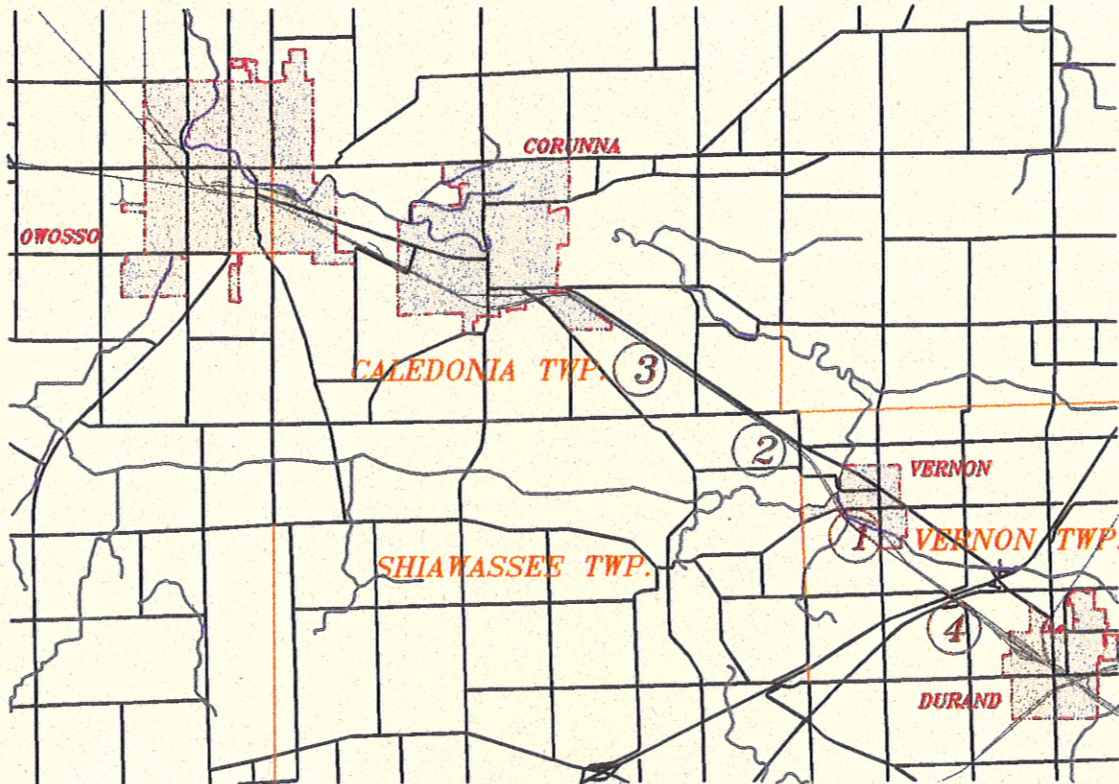 CORUNNA
OWOSSO
CALEDONIA TWP.
3
2
VERNON
1
VERNON TWP.
SHIAWASSEE TWP.
4
DURAND